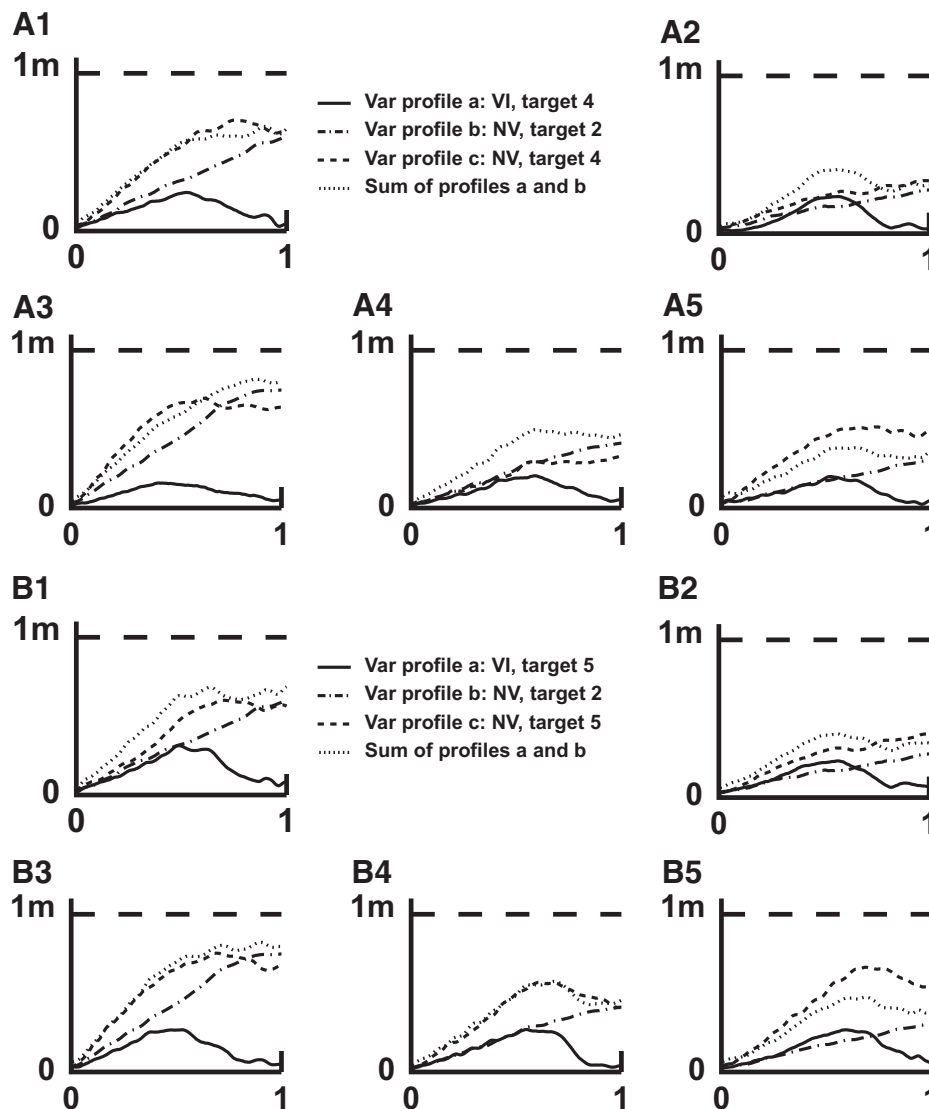 A1
1m
0
0
1
Var profile a: VI, target 4
Var profile b: NV, target 2
Var profile c: NV, target 4
Sum of profiles a and b
A2
1m
0
0
1
A3
1m
0
0
1
A4
1m
0
0
1
A5
1m
0
0
1
B1
1m
0
0
1
Var profile a: VI, target 5
Var profile b: NV, target 2
Var profile c: NV, target 5
Sum of profiles a and b
B2
1m
0
0
1
B3
1m
0
0
1
B4
1m
0
0
1
B5
1m
0
0
1